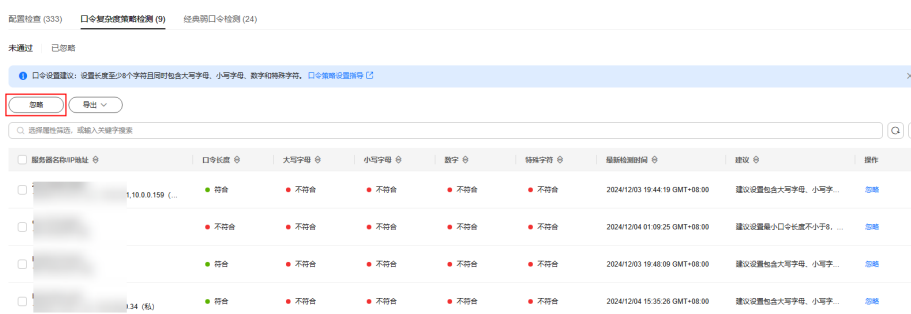 配置检查 (333) 口令复杂度策略检测 (9) 经典弱口令检测 (24)
未通过 已忽略
口令设置建议：设置长度至少8个字符且同时包含大写字母、小写字母、数字和特殊字符。 口令策略设置指导
忽略 导出
选择属性筛选，或输入关键字搜索
服务器名称/IP地址 口令长度 大写字母 小写字母 数字 特殊字符 最新检测时间 建议 操作
1,10.0.0.159 (... 符合 不符合 不符合 不符合 不符合 2024/12/03 19:44:19 GMT+08:00 建议设置包含大写字母、小写字... 忽略
不符合 不符合 不符合 不符合 不符合 2024/12/04 01:09:25 GMT+08:00 建议设置最小口令长度不小于8，... 忽略
符合 不符合 不符合 不符合 不符合 2024/12/03 19:48:09 GMT+08:00 建议设置包含大写字母、小写字... 忽略
.34 (私) 符合 不符合 不符合 不符合 不符合 2024/12/04 15:35:26 GMT+08:00 建议设置包含大写字母、小写字... 忽略